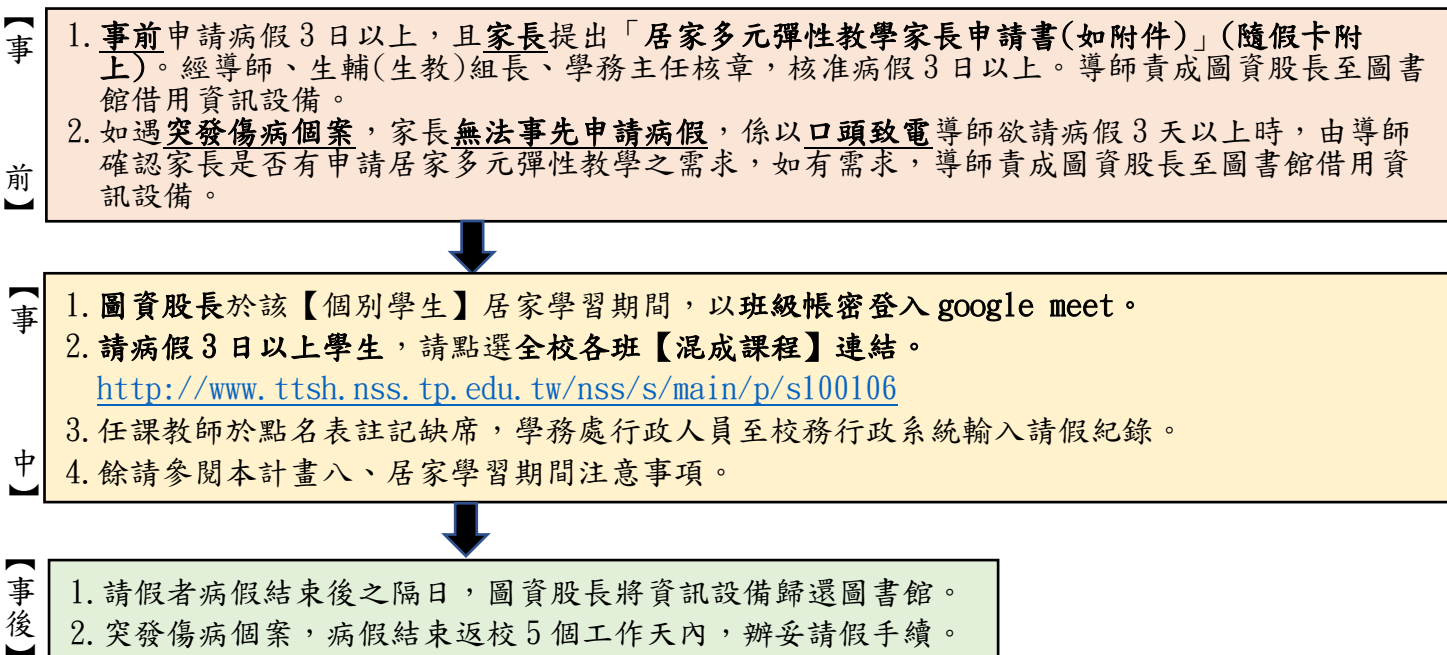 【事前】
1.事前申請病假3日以上，且家長提出「居家多元彈性教學家長申請書(如附件)」(隨假卡附
上)。經導師、生輔(生教)組長、學務主任核章，核准病假3日以上。導師責成圖資股長至圖書
館借用資訊設備。
2.如遇突發傷病個案，家長無法事先申請病假，係以口頭致電導師欲請病假3天以上時，由導師
確認家長是否有申請居家多元彈性教學之需求，如有需求，導師責成圖資股長至圖書館借用資
訊設備。
【事中】
1.圖資股長於該【個別學生】居家學習期間，以班級帳密登入google meet。
2.請病假3日以上學生，請點選全校各班【混成課程】連結。
http://www.ttsh.nss.tp.edu.tw/nss/s/main/p/s100106
3.任課教師於點名表註記缺席，學務處行政人員至校務行政系統輸入請假紀錄。
4.餘請參閱本計畫八、居家學習期間注意事項。
【事後】
1.請假者病假結束後之隔日，圖資股長將資訊設備歸還圖書館。
2.突發傷病個案，病假結束返校5個工作天內，辦妥請假手續。